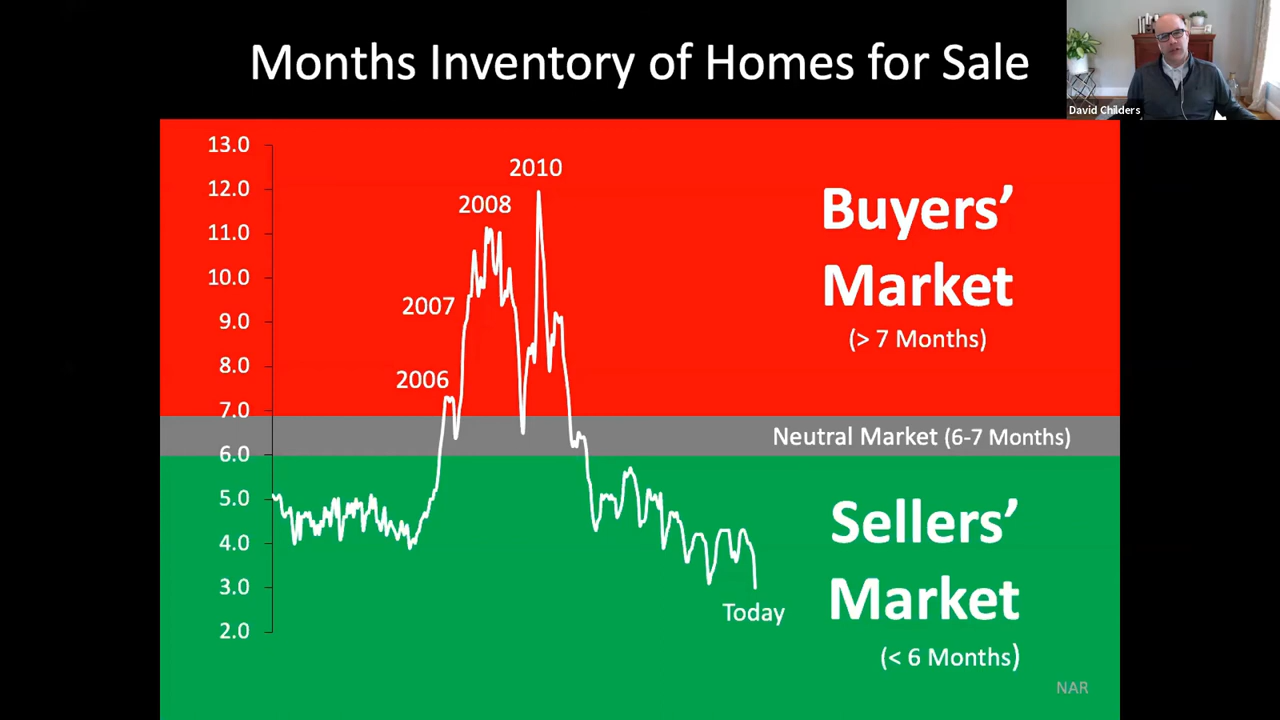 Months Inventory of Homes for Sale
David Childers
13.0
12.0
11.0
10.0
9.0
8.0
7.0
6.0
5.0
4.0
3.0
2.0
2006
2007
2008
2010
Today
Buyers’
Market
(> 7 Months)
Neutral Market (6-7 Months)
Sellers’
Market
(< 6 Months)
NAR